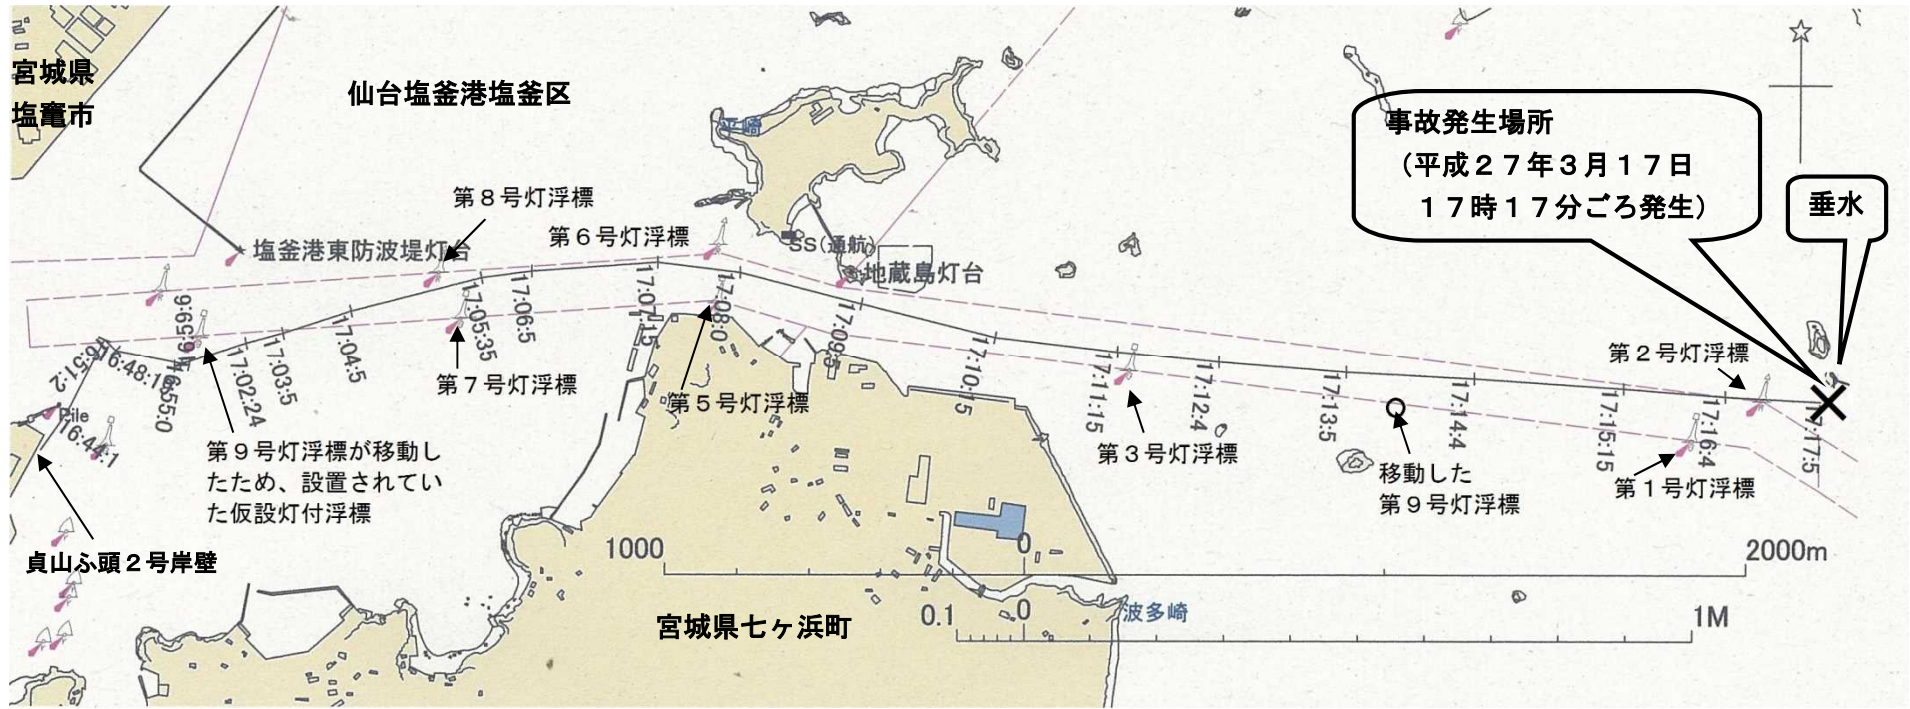 宮城県
塩竈市
仙台塩釜港塩釜区
事故発生場所
（平成２７年３月１７日
１７時１７分ごろ発生）
垂水
第８号灯浮標
第６号灯浮標
塩釜港東防波堤灯台
SS(通航)
地蔵島灯台
17:02:24
17:03:5
17:04:5
17:05:35
17:06:5
17:07:15
17:08:0
17:09:5
17:10:15
17:11:15
17:12:4
17:13:5
17:14:4
17:15:15
17:16:4
17:17:5
第２号灯浮標
第７号灯浮標
第５号灯浮標
Pile
16:44:1
第９号灯浮標が移動し
たため、設置されてい
た仮設灯付浮標
第３号灯浮標
移動した
第９号灯浮標
第１号灯浮標
貞山ふ頭２号岸壁
1000
0
2000m
0.1
0
1M
波多崎
宮城県七ヶ浜町